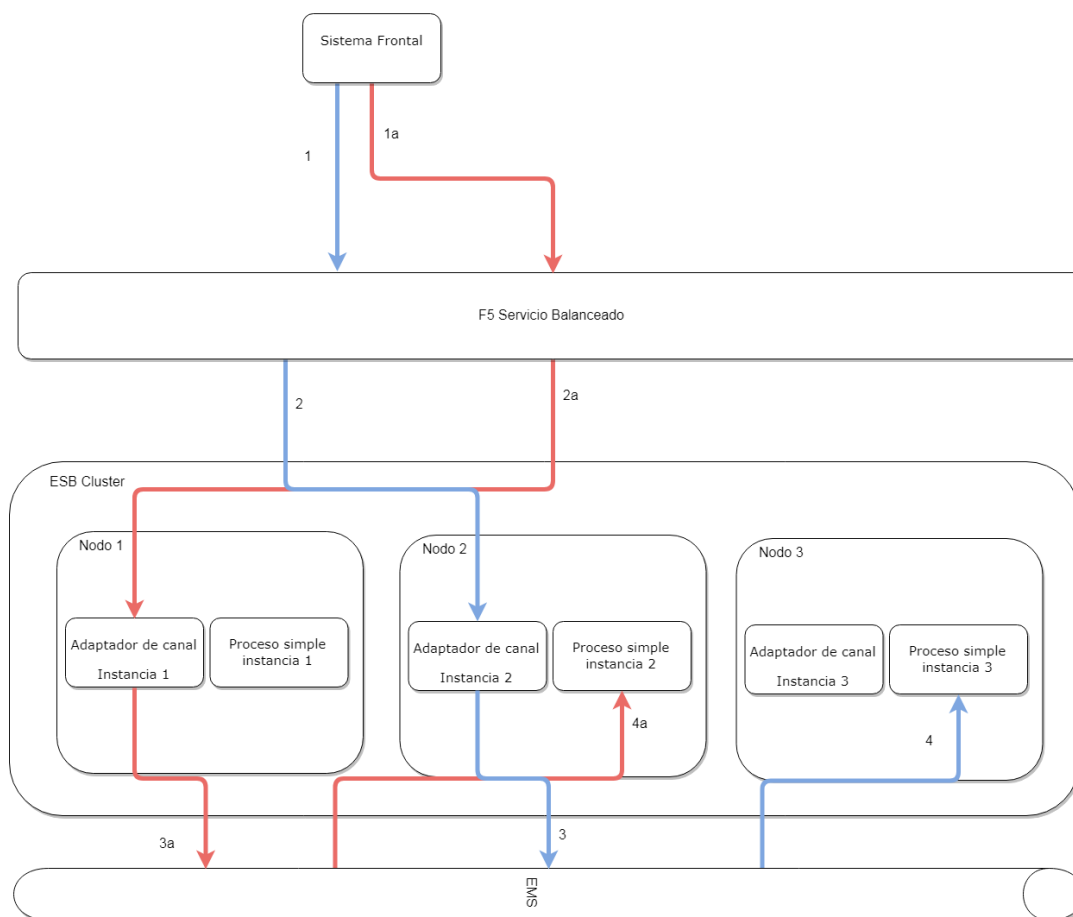 Sistema Frontal
1a
1
F5 Servicio Balanceado
2a
2
ESB Cluster
Nodo 1
Nodo 2
Nodo 3
Adaptador de canal
Instancia 1
Proceso simple
instancia 1
Adaptador de canal
Instancia 2
Proceso simple
instancia 2
Adaptador de canal
Instancia 3
Proceso simple
instancia 3
4a
4
3a
3
EMS